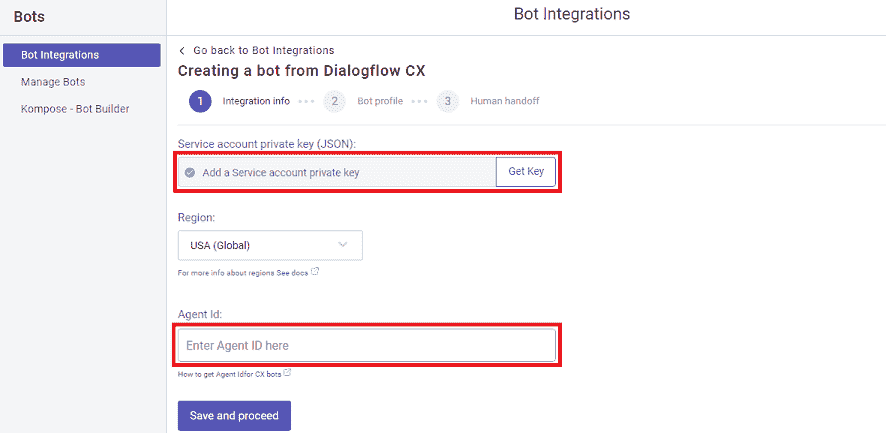 Bots
Bot Integrations
Bot Integrations
Manage Bots
Kompose - Bot Builder
Go back to Bot Integrations
Creating a bot from Dialogflow CX
1 Integration info 2 Bot profile 3 Human handoff
Service account private key (JSON):
Add a Service account private key Get Key
Region:
USA (Global)
For more info about regions See docs
Agent Id:
Enter Agent ID here
How to get Agent Idfor CX bots
Save and proceed